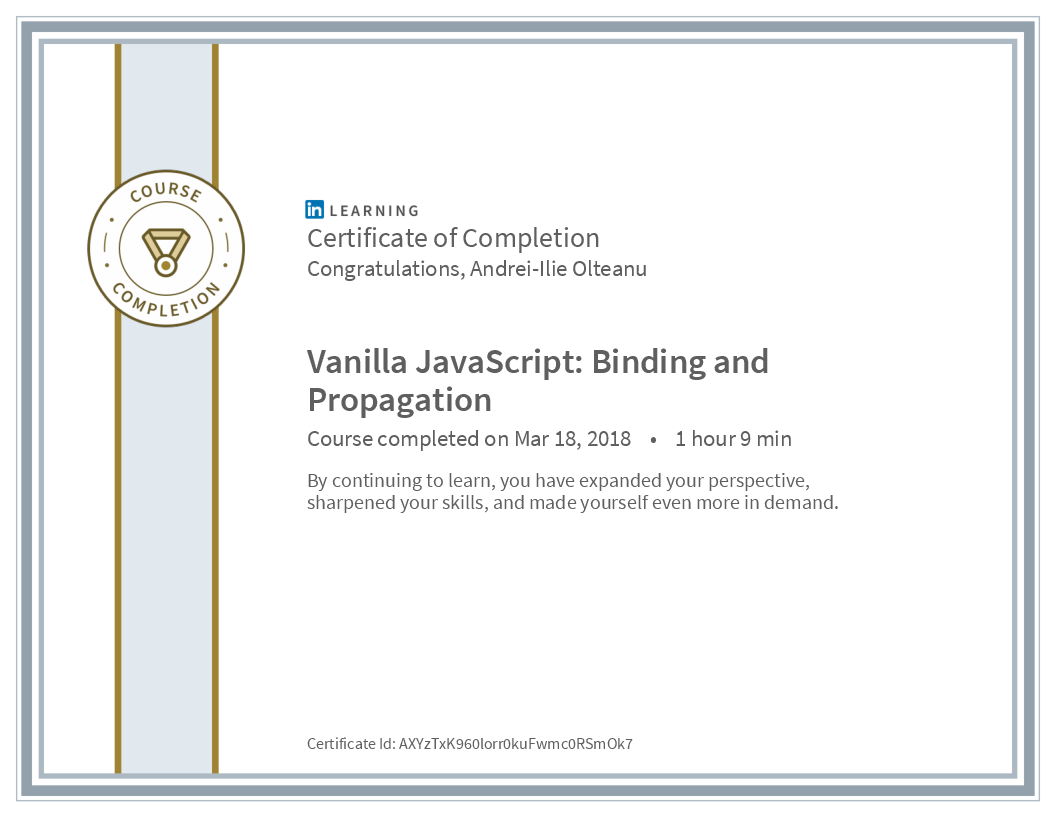 COURSE
COMPLETION
in LEARNING
Certificate of Completion
Congratulations, Andrei-Ilie Olteanu
Vanilla JavaScript: Binding and
Propagation
Course completed on Mar 18, 2018 • 1 hour 9 min
By continuing to learn, you have expanded your perspective,
sharpened your skills, and made yourself even more in demand.
Certificate Id: AXYzTxK960lorr0kuFwmc0RSmOk7